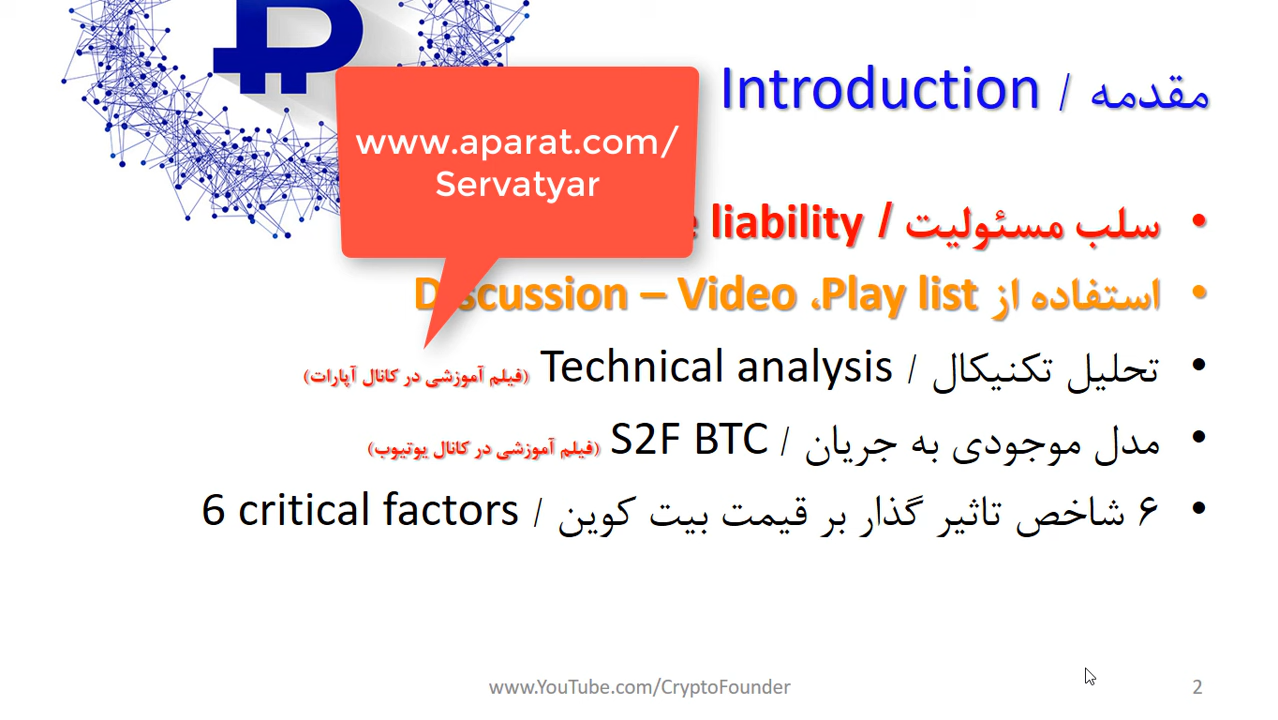 مقدمه / Introduction
www.aparat.com/
Servatyar
سلب مسئولیت / liability
استفاده از Discussion – Video ،Play list
تحلیل تکنیکال / Technical analysis (فیلم آموزشی در کانال آپارات)
مدل موجودی به جریان / S2F BTC (فیلم آموزشی در کانال یوتیوب)
۶ شاخص تاثیر گذار بر قیمت بیت کوین / 6 critical factors
www.YouTube.com/CryptoFounder
2